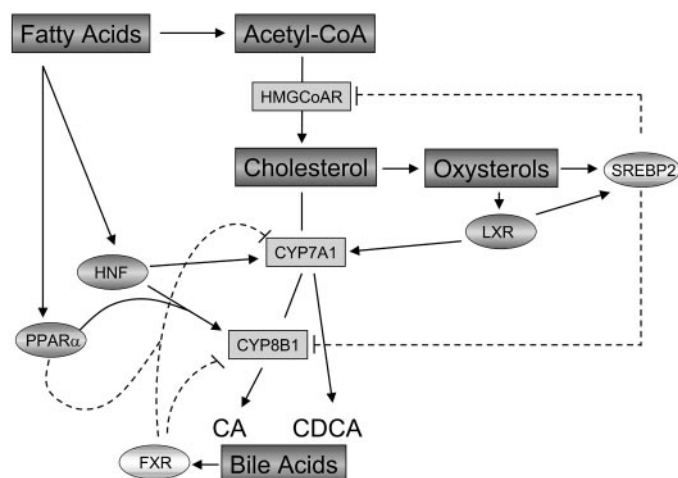 Fatty Acids
Acetyl-CoA
HMGCoAR
Cholesterol
Oxysterols
SREBP2
LXR
CYP7A1
HNF
PPARα
CYP8B1
CA
CDCA
FXR
Bile Acids